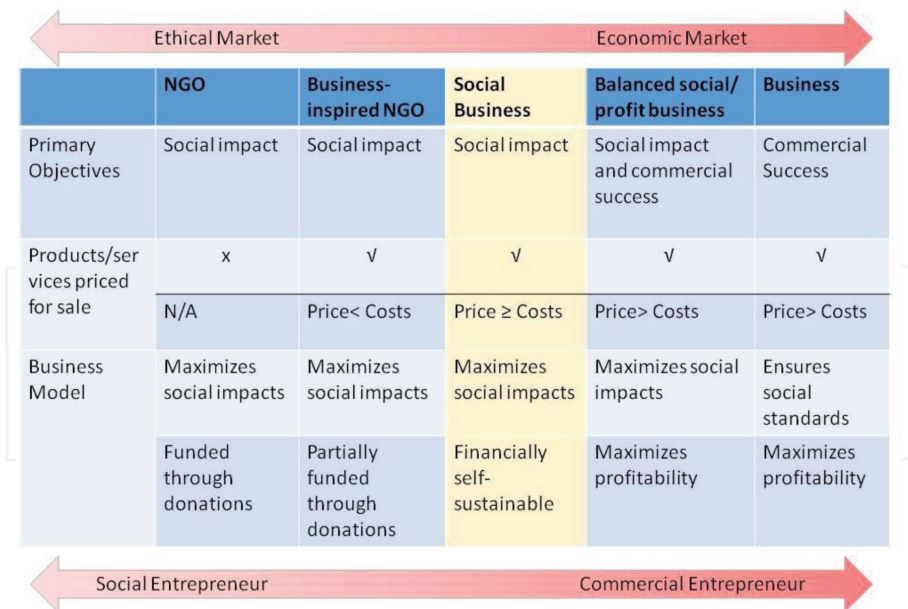 Ethical Market Economic Market
NGO Business- Social Balanced social/ Business
inspired NGO Business profit business
Primary Social impact Social impact Social impact Social impact Commercial
Objectives and commercial Success
success
Products/ser x √ √ √ √
vices priced
for sale N/A Price< Costs Price ≥ Costs Price> Costs Price> Costs
Business Maximizes Maximizes Maximizes Maximizes social Ensures
Model social impacts social impacts social impacts impacts social
standards
Funded Partially Financially Maximizes Maximizes
through funded self- profitability profitability
donations through sustainable
donations
Social Entrepreneur Commercial Entrepreneur